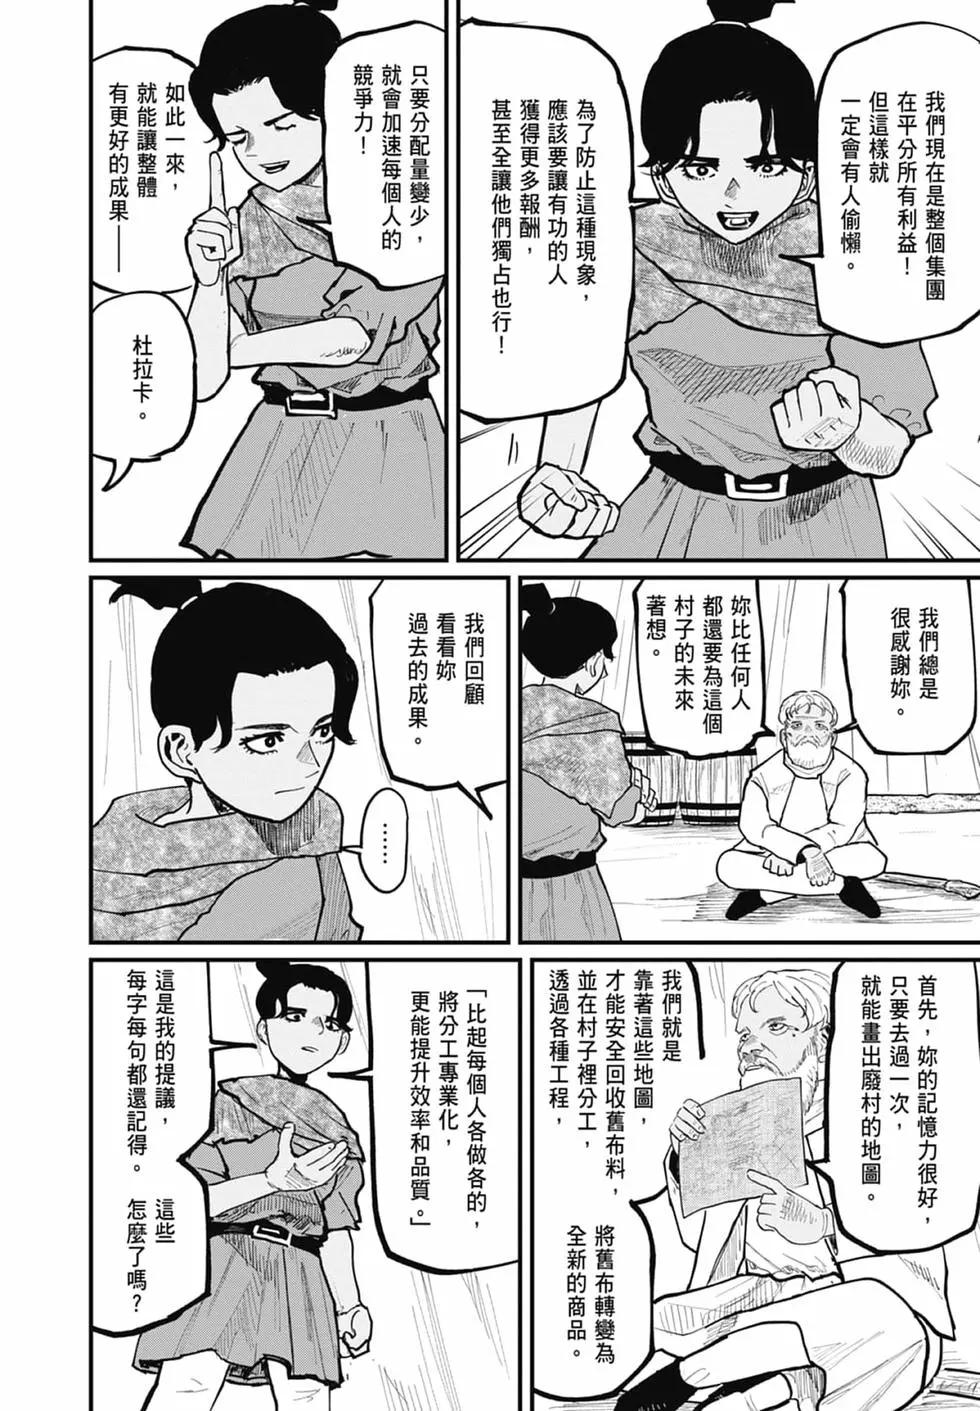 我們現在是整個集團
在平分所有利益！
但這樣就
一定會有人偷懶。
為了防止這種現象，
應該要讓有功的人
獲得更多報酬，
甚至全讓他們獨占也行！
只要分配量變少，
就會加速每個人的
競爭力！
如此一來，
就能讓整體
有更好的成果——
杜拉卡。
我們總是
很感謝妳。
妳比任何人
都還要為這個
村子的未來
著想。
我們回顧
看看妳
過去的成果。
……
首先，妳的記憶力很好，
只要去過一次，
就能畫出廢村的地圖。
我們就是
靠著這些地圖，
才能安全回收舊布料，
並在村子裡分工，
透過各種工程，
將舊布轉變為
全新的商品。
「比起每個人各做各的，
將分工專業化，
更能提升效率和品質。」
這是我的提議，
每字每句都還記得。
這些
怎麼了嗎？